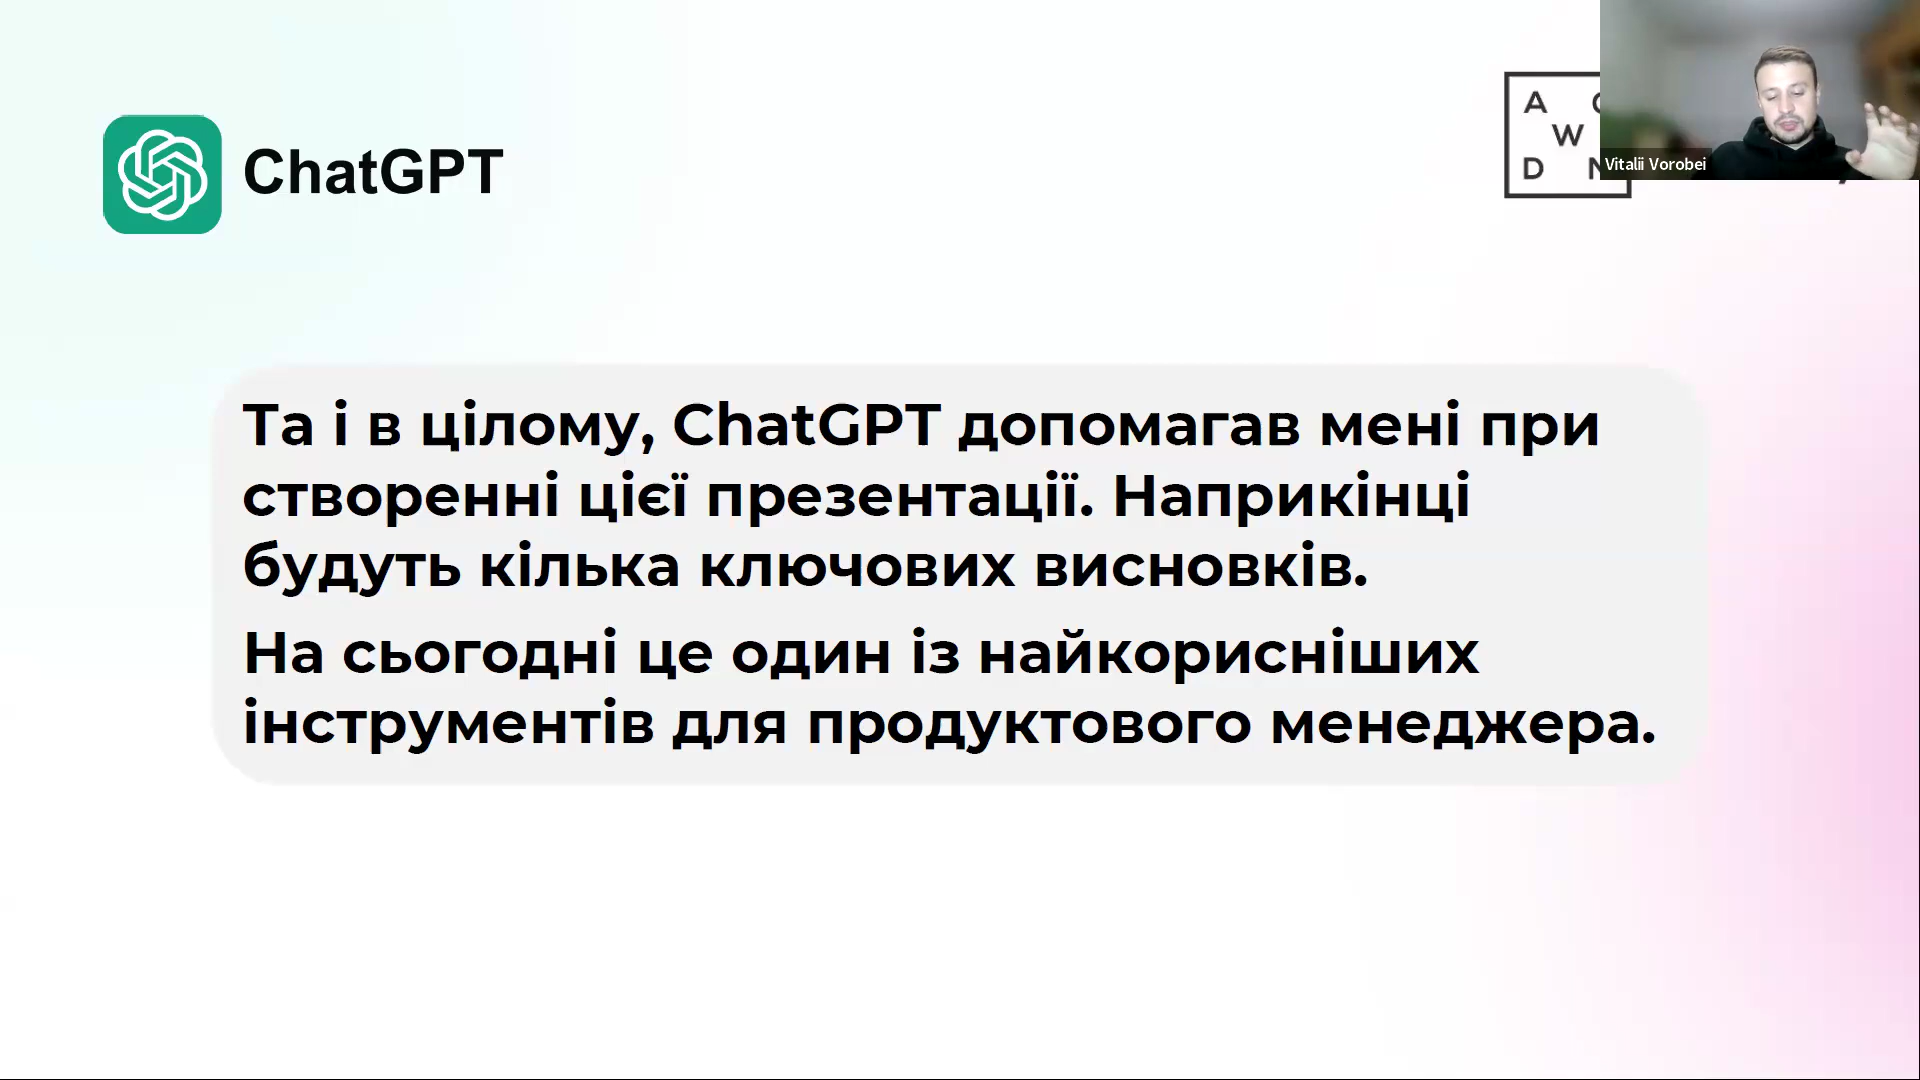 ChatGPT
A
W
D
Vitalii Vorobei
Та і в цілому, ChatGPT допомагав мені при
створенні цієї презентації. Наприкінці
будуть кілька ключових висновків.
На сьогодні це один із найкорисніших
інструментів для продуктового менеджера.